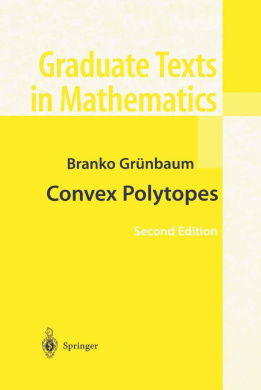 Graduate Texts
in Mathematics
Branko Grünbaum
Convex Polytopes
Second Edition
Springer